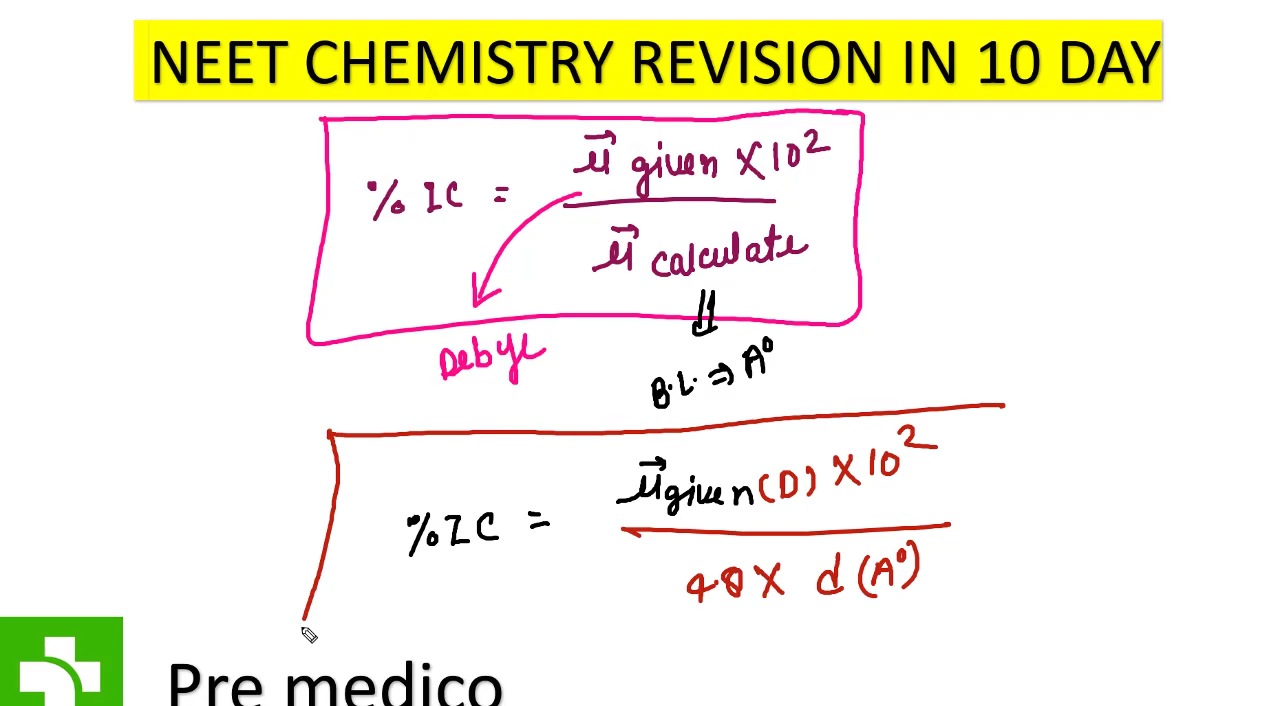 NEET CHEMISTRY REVISION IN 10 DAY
% IC = μ⃗ given × 10²
μ⃗ calculate
Debye
B.L. ⇒ A°
% IC = μ⃗ given (D) × 10²
4.8 × d (A°)
Pre medico